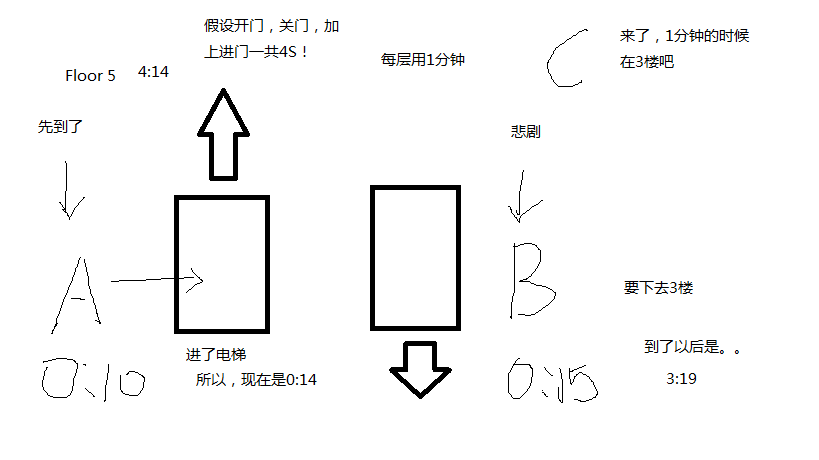 假设开门，关门，加
上进门一共4S！
Floor 5
4:14
每层用1分钟
C
来了，1分钟的时候
在3楼吧
先到了
悲剧
A
B
要下去3楼
进了电梯
所以，现在是0:14
到了以后是。。
3:19
0:10
0:15